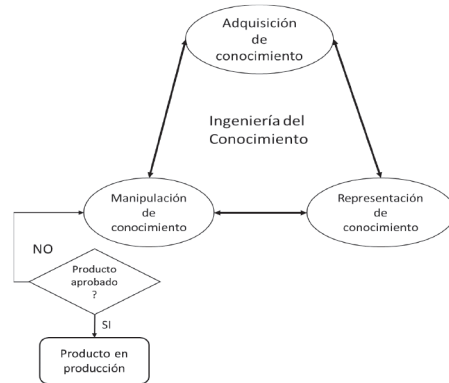 Adquisición
de
conocimiento
Ingeniería del
Conocimiento
Manipulación
de
conocimiento
Representación
de
conocimiento
NO
Producto
aprobado
?
SI
Producto en
producción